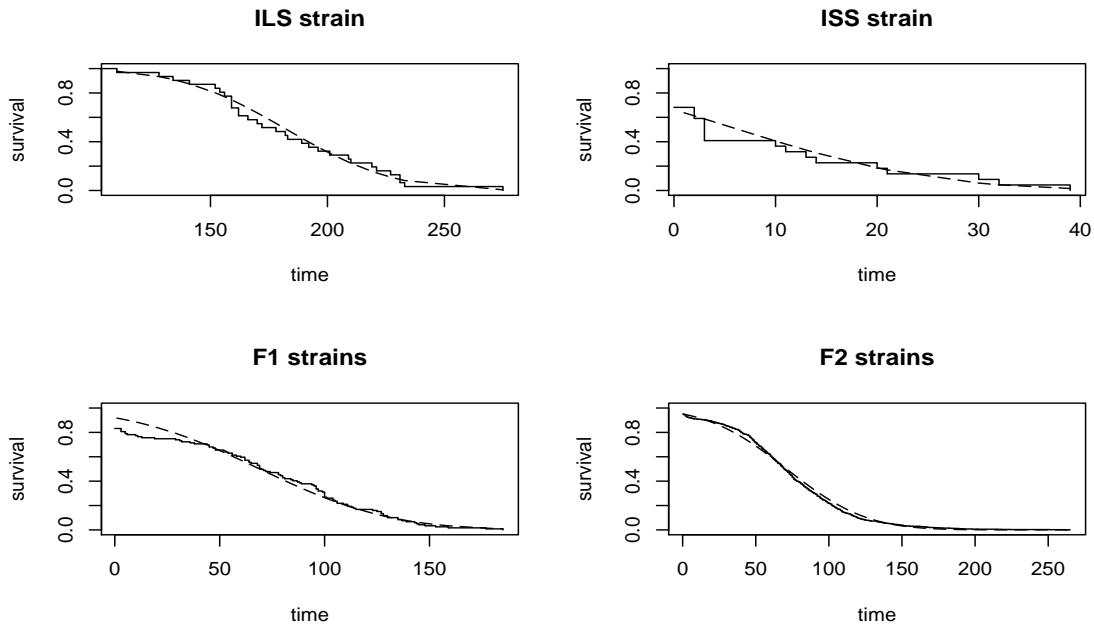 ILS strain
survival
0.0 0.4 0.8
150 200 250
time
ISS strain
survival
0.0 0.4 0.8
0 10 20 30 40
time
F1 strains
survival
0.0 0.4 0.8
0 50 100 150
time
F2 strains
survival
0.0 0.4 0.8
0 50 100 150 200 250
time